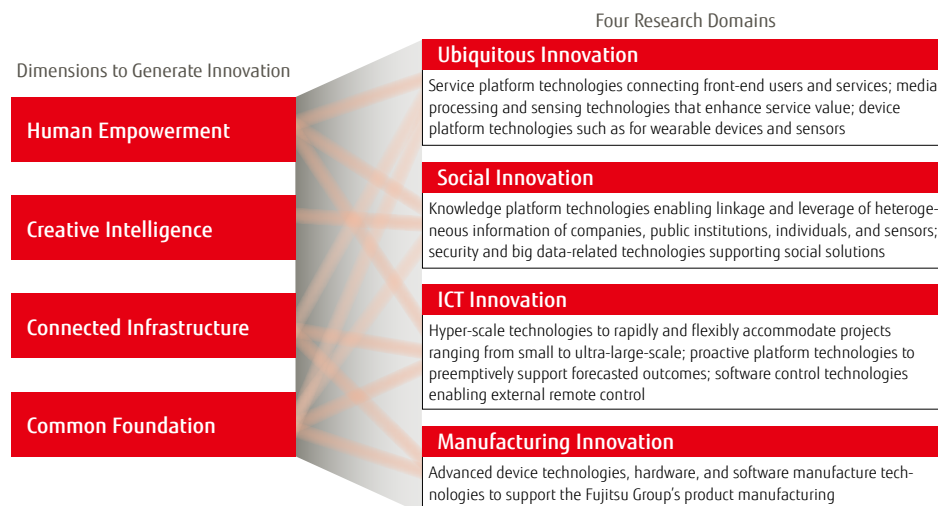 Four Research Domains
Dimensions to Generate Innovation
Human Empowerment
Creative Intelligence
Connected Infrastructure
Common Foundation
Ubiquitous Innovation
Service platform technologies connecting front-end users and services; media
processing and sensing technologies that enhance service value; device
platform technologies such as for wearable devices and sensors
Social Innovation
Knowledge platform technologies enabling linkage and leverage of heteroge-
neous information of companies, public institutions, individuals, and sensors;
security and big data-related technologies supporting social solutions
ICT Innovation
Hyper-scale technologies to rapidly and flexibly accommodate projects
ranging from small to ultra-large-scale; proactive platform technologies to
preemptively support forecasted outcomes; software control technologies
enabling external remote control
Manufacturing Innovation
Advanced device technologies, hardware, and software manufacture tech-
nologies to support the Fujitsu Group's product manufacturing